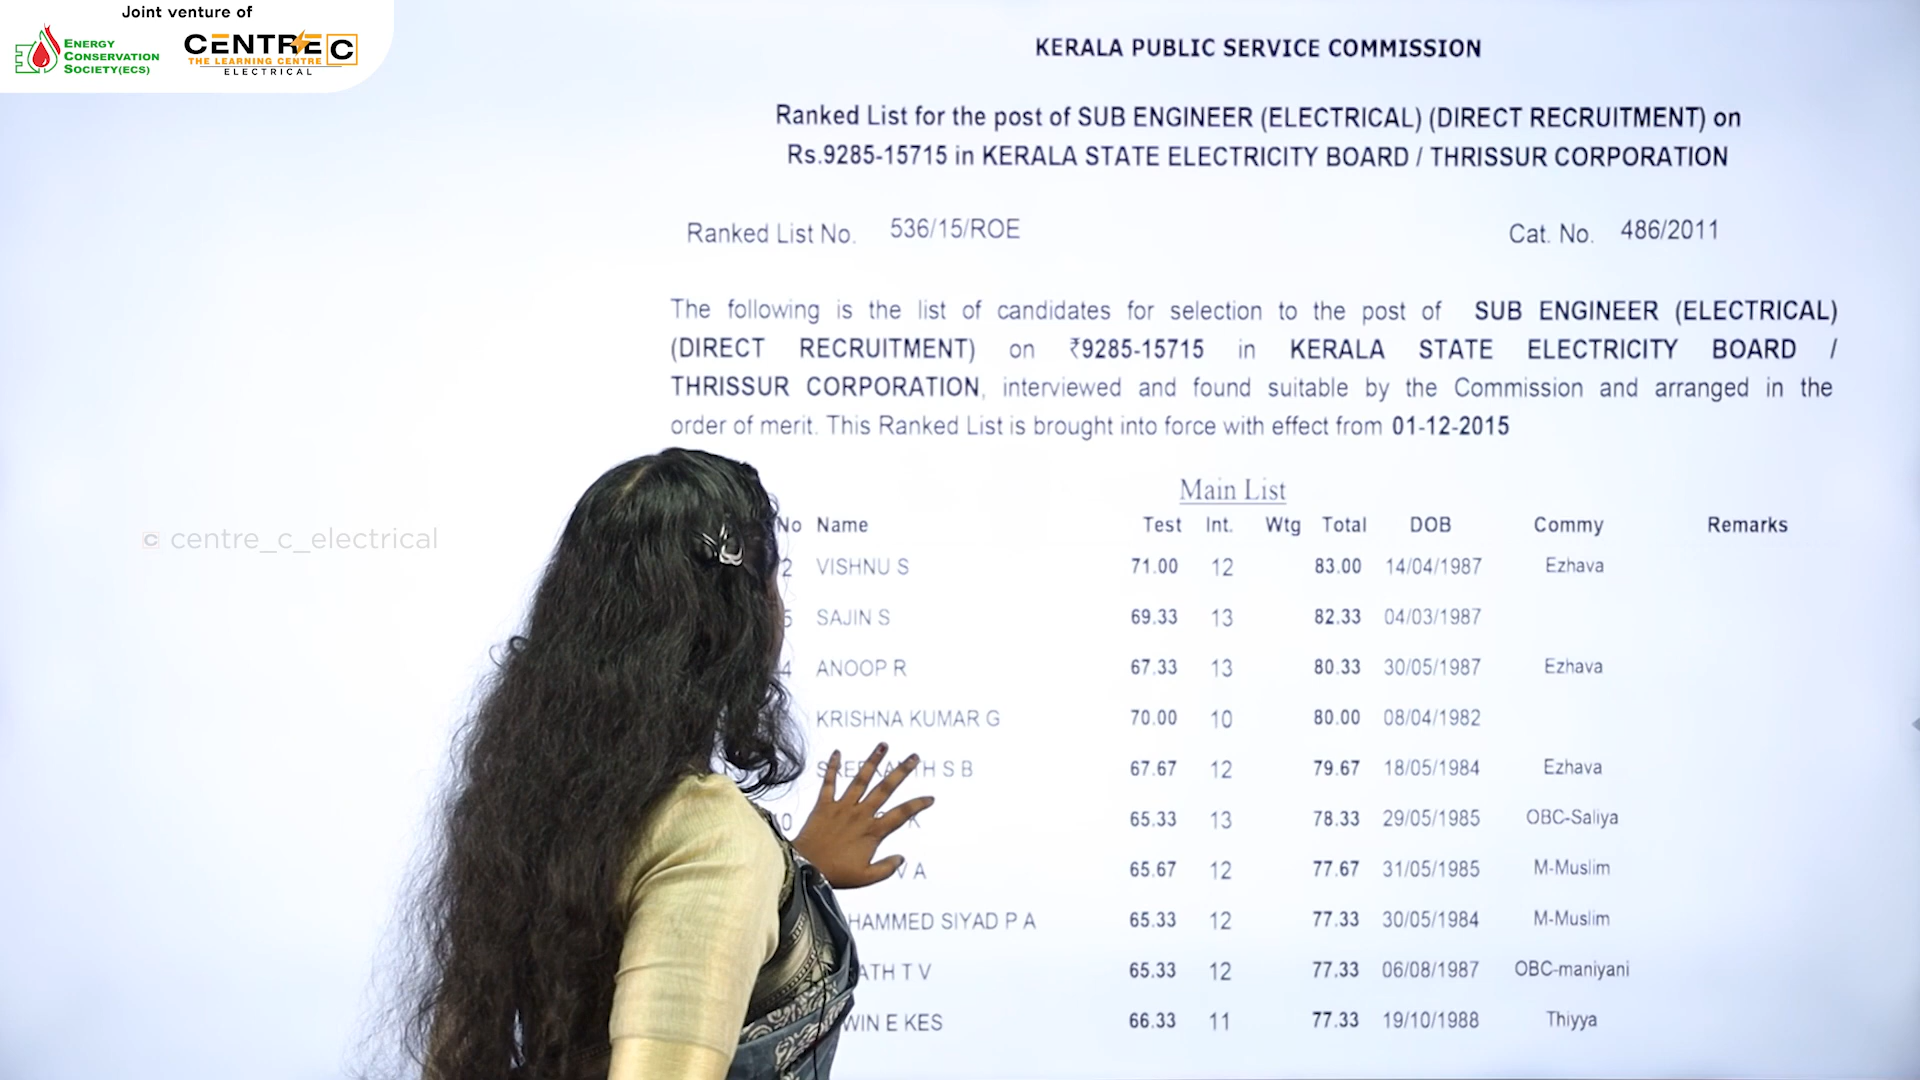 Joint venture of
ENERGY
CONSERVATION
SOCIETY(ECS)
CENTRE C
THE LEARNING CENTRE
ELECTRICAL
KERALA PUBLIC SERVICE COMMISSION
Ranked List for the post of SUB ENGINEER (ELECTRICAL) (DIRECT RECRUITMENT) on
Rs.9285-15715 in KERALA STATE ELECTRICITY BOARD / THRISSUR CORPORATION
Ranked List No. 536/15/ROE Cat. No. 486/2011
The following is the list of candidates for selection to the post of SUB ENGINEER (ELECTRICAL)
(DIRECT RECRUITMENT) on ₹9285-15715 in KERALA STATE ELECTRICITY BOARD /
THRISSUR CORPORATION, interviewed and found suitable by the Commission and arranged in the
order of merit. This Ranked List is brought into force with effect from 01-12-2015
Main List
No Name Test Int. Wtg Total DOB Commy Remarks
VISHNU S 71.00 12 83.00 14/04/1987 Ezhava
SAJIN S 69.33 13 82.33 04/03/1987
ANOOP R 67.33 13 80.33 30/05/1987 Ezhava
KRISHNA KUMAR G 70.00 10 80.00 08/04/1982
S B 67.67 12 79.67 18/05/1984 Ezhava
K 65.33 13 78.33 29/05/1985 OBC-Saliya
A 65.67 12 77.67 31/05/1985 M-Muslim
SIYAD P A 65.33 12 77.33 30/05/1984 M-Muslim
T V 65.33 12 77.33 06/08/1987 OBC-maniyani
E KES 66.33 11 77.33 19/10/1988 Thiyya
C centre_c_electrical